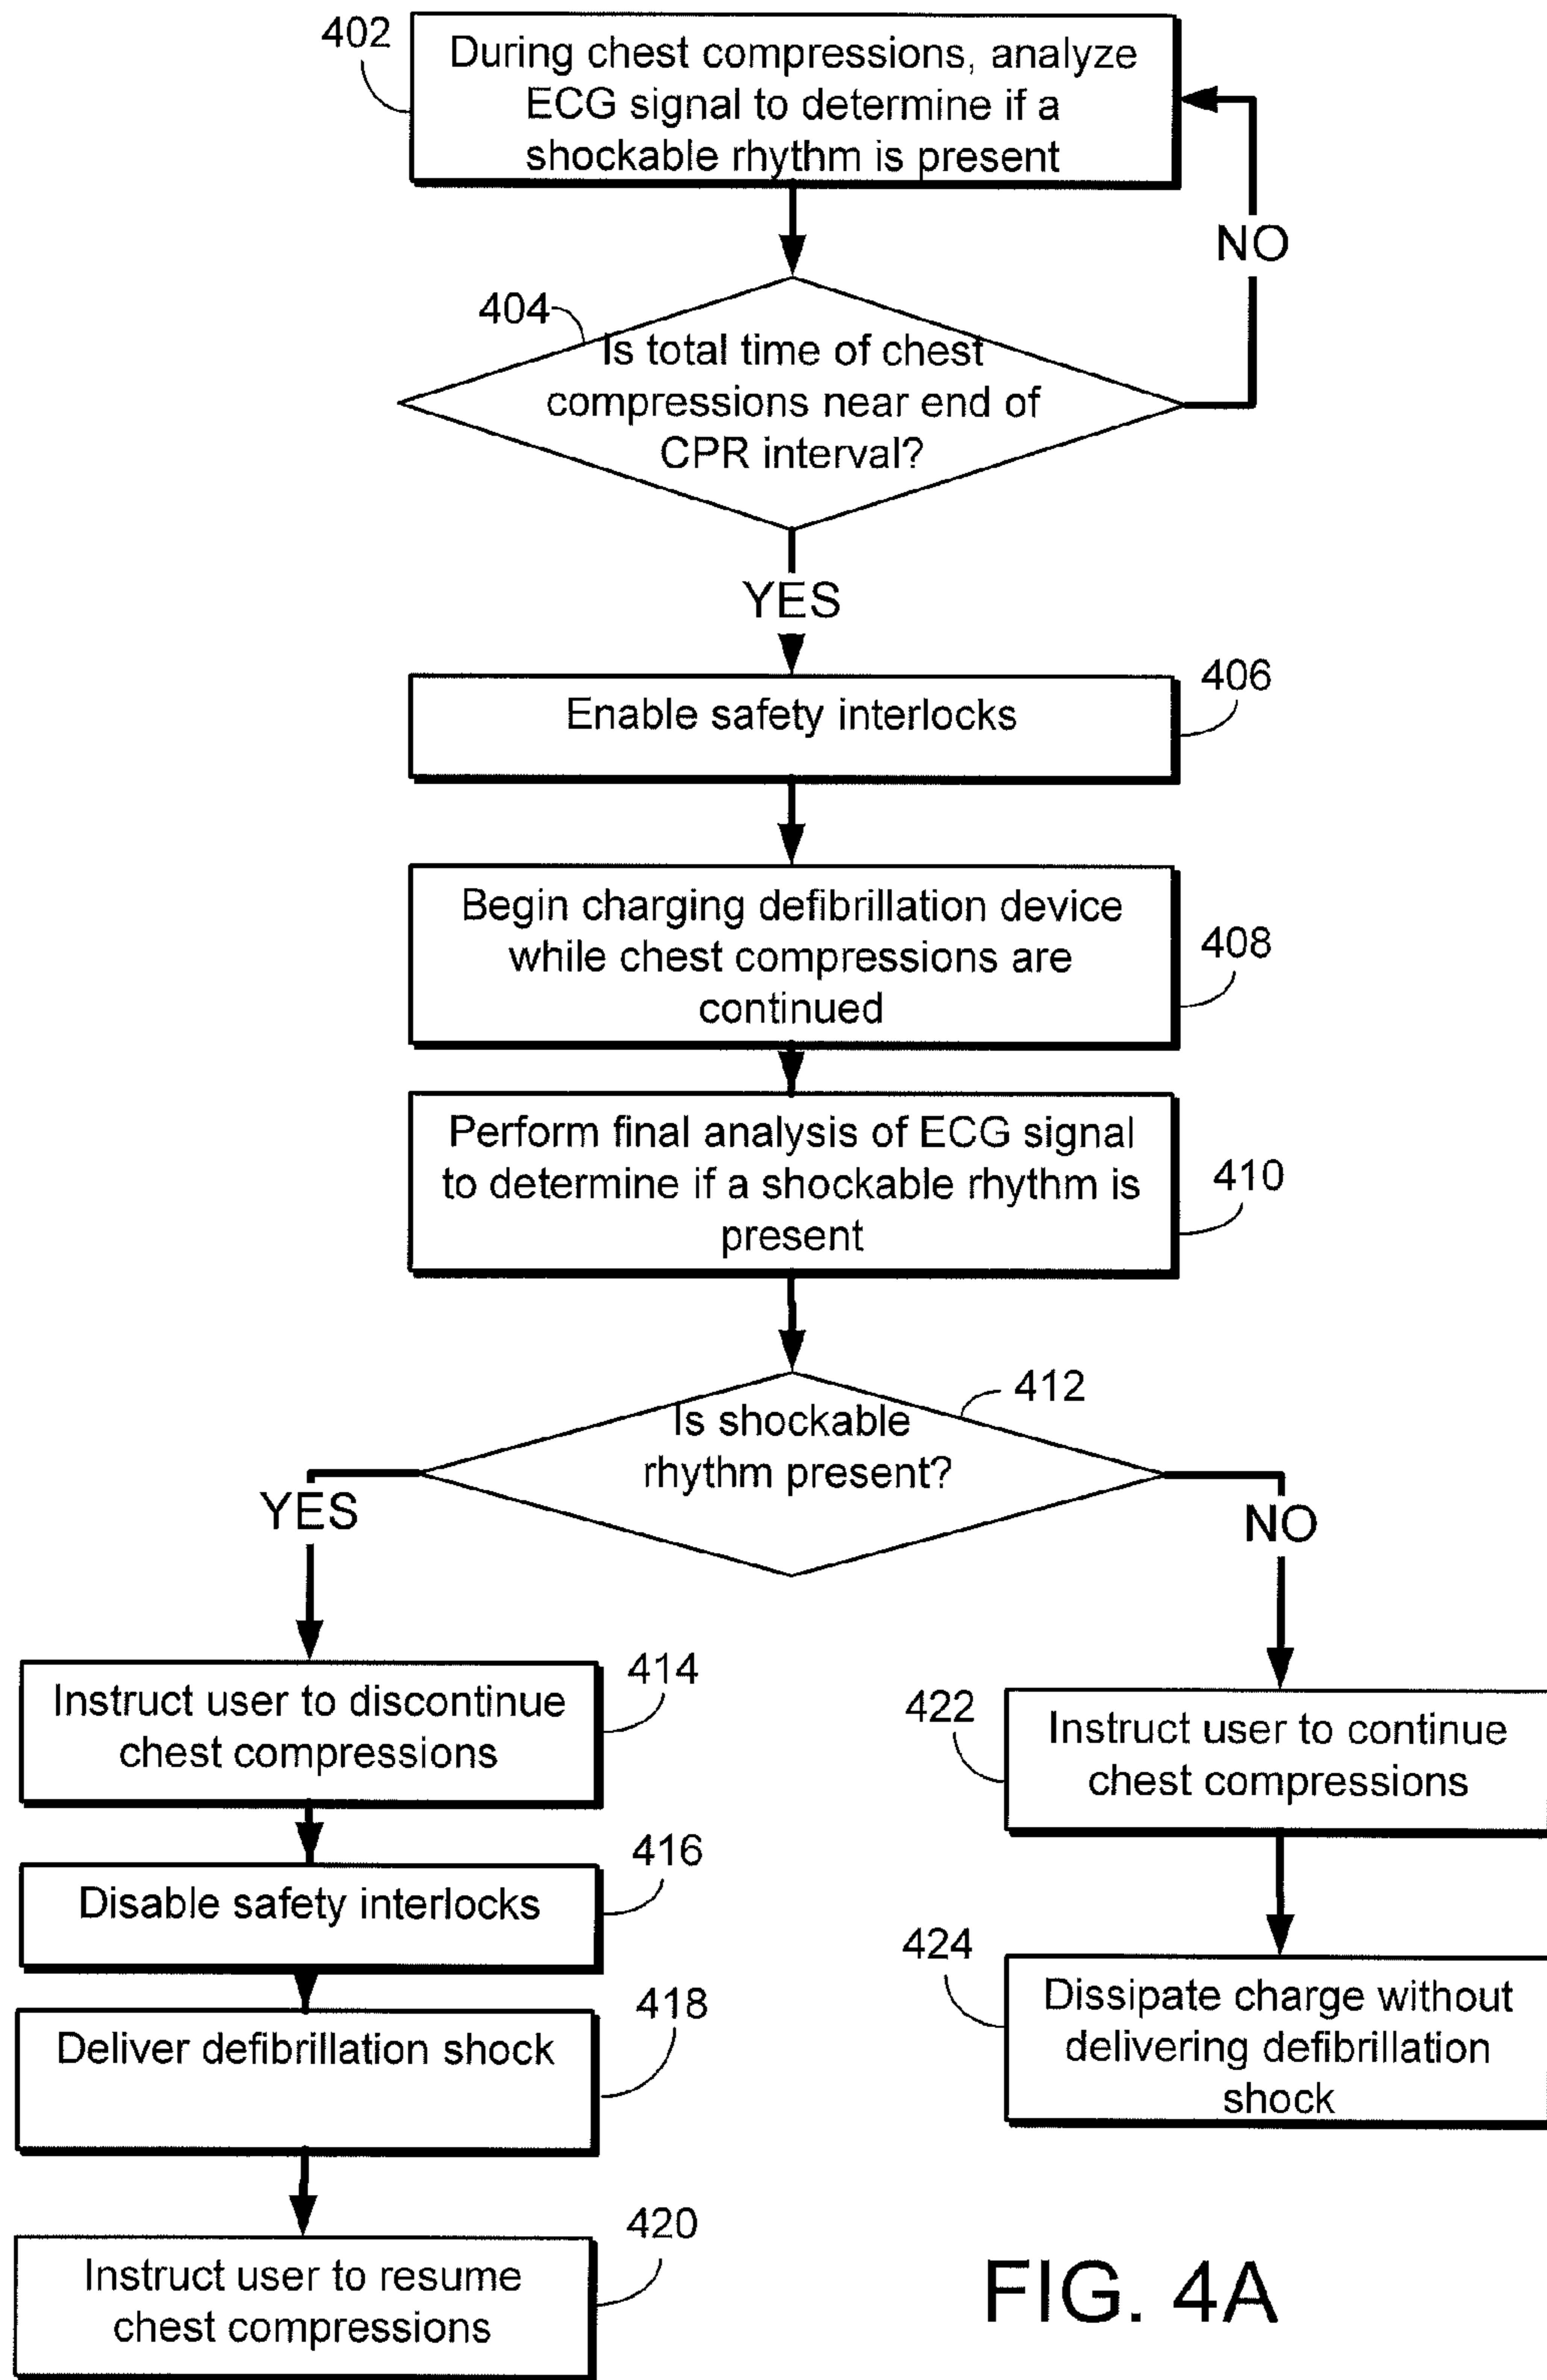 402
During chest compressions, analyze
ECG signal to determine if a
shockable rhythm is present
NO
404
Is total time of chest
compressions near end of
CPR interval?
YES
406
Enable safety interlocks
Begin charging defibrillation device
while chest compressions are
continued
408
Perform final analysis of ECG signal
to determine if a shockable rhythm is
present
410
412
Is shockable
rhythm present?
YES
NO
414
Instruct user to discontinue
chest compressions
422
Instruct user to continue
chest compressions
416
Disable safety interlocks
424
Dissipate charge without
delivering defibrillation
shock
418
Deliver defibrillation shock
420
Instruct user to resume
chest compressions
FIG. 4A